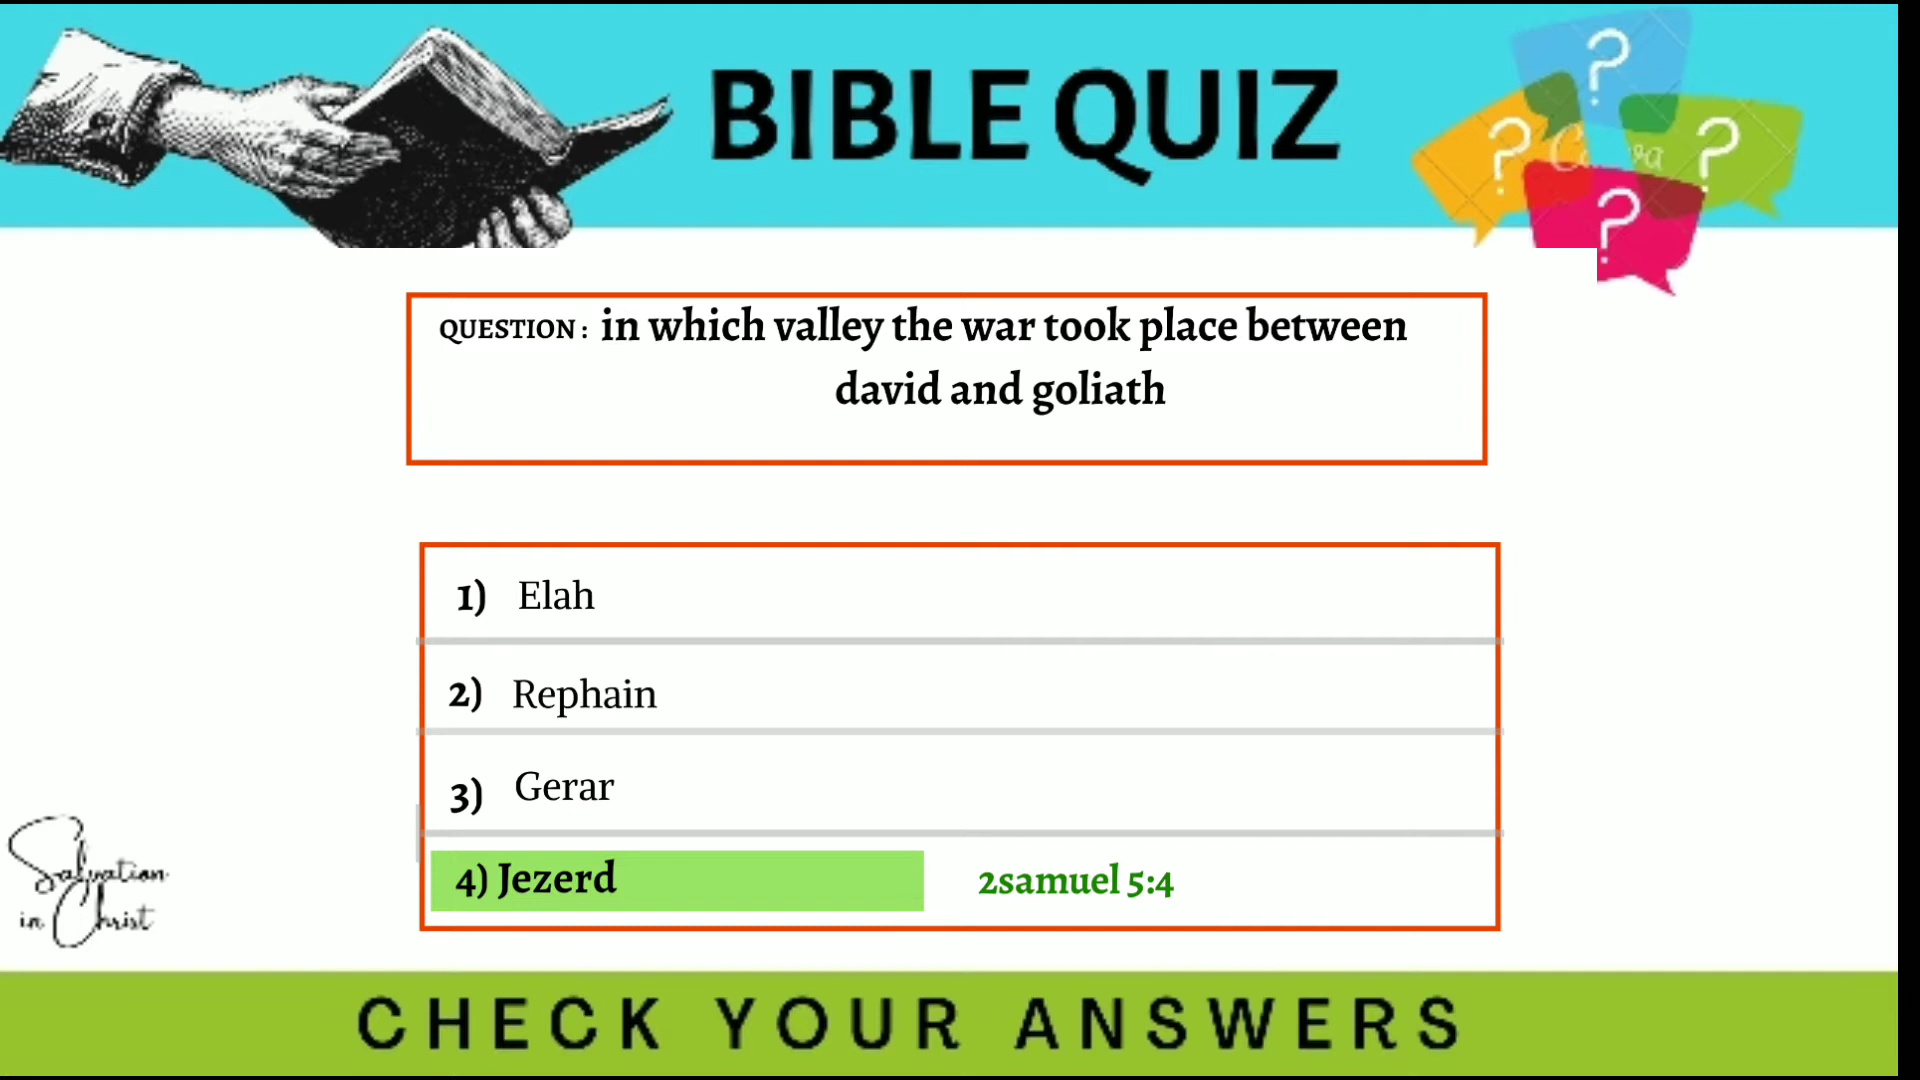 BIBLE QUIZ
? ? ? ?
QUESTION : in which valley the war took place between
david and goliath
1) Elah
2) Rephain
3) Gerar
4) Jezerd 2samuel 5:4
Salvation
in Christ
CHECK YOUR ANSWERS